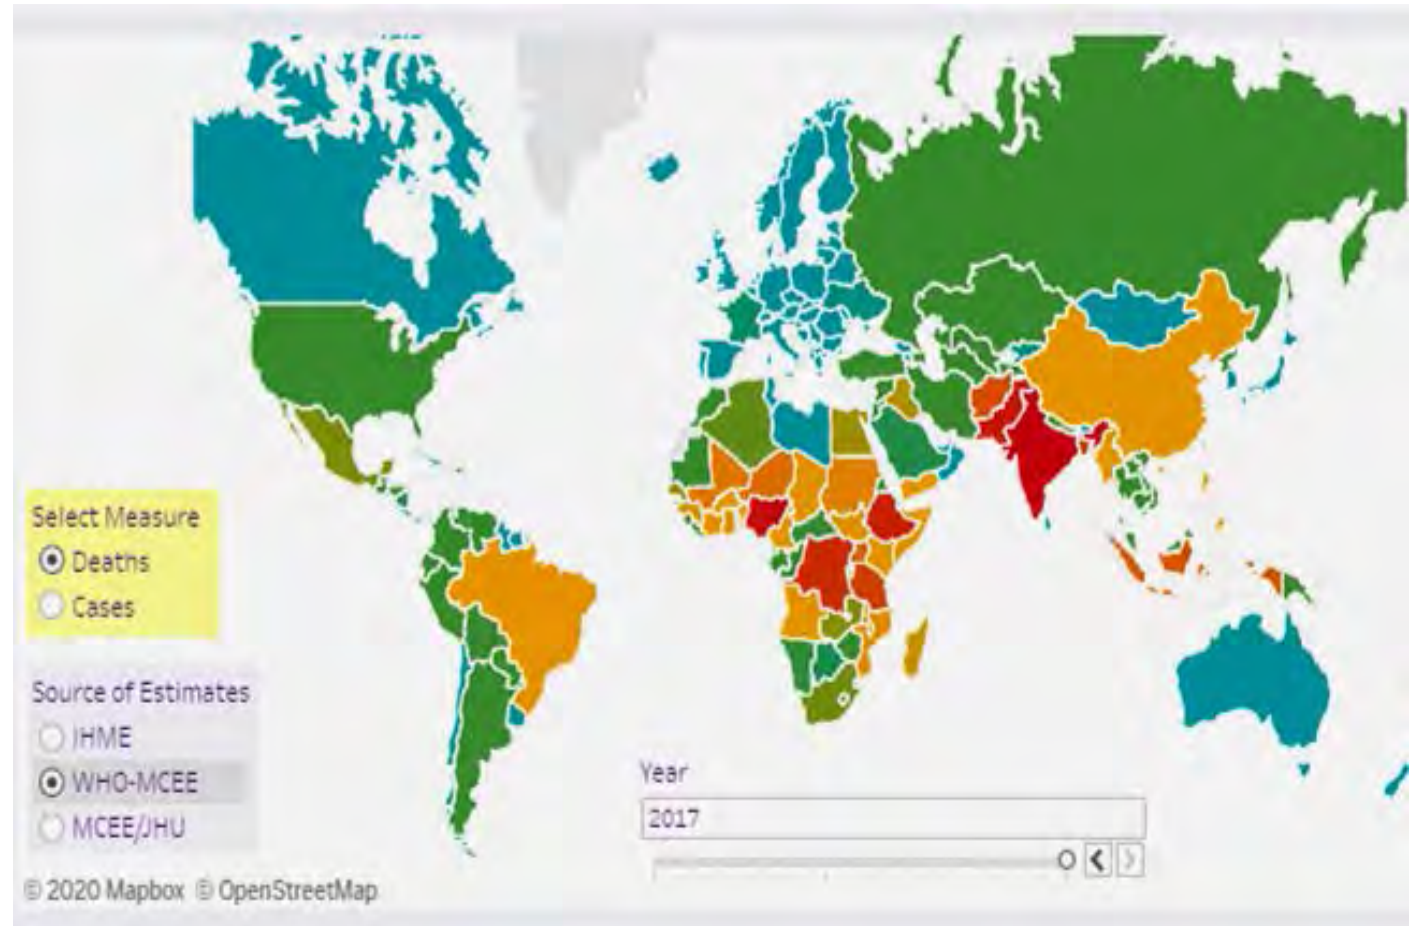 Select Measure
Deaths
Cases
Source of Estimates
IHME
WHO-MCEE
MCEE/JHU
Year
2017
© 2020 Mapbox © OpenStreetMap